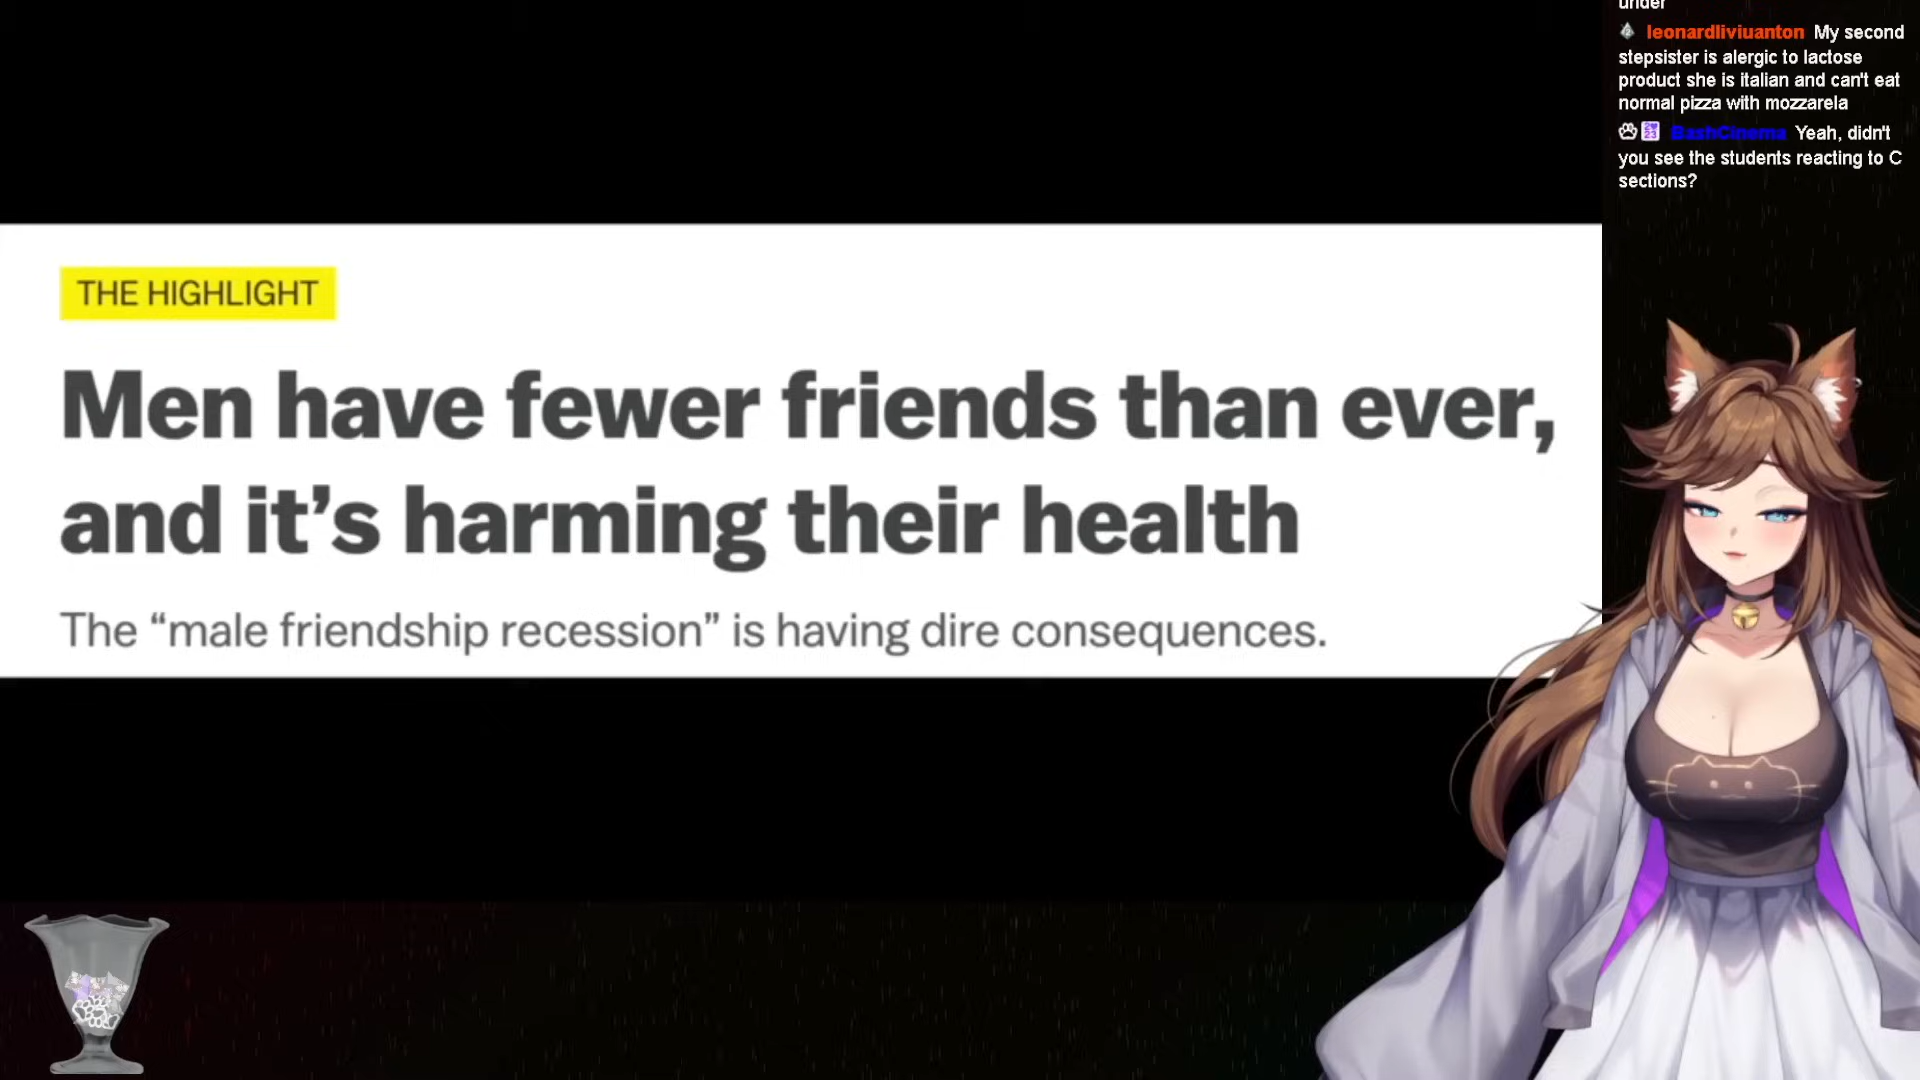 THE HIGHLIGHT
Men have fewer friends than ever,
and it’s harming their health
The “male friendship recession” is having dire consequences.
under
leonardliviuanton My second
stepsister is alergic to lactose
product she is italian and can't eat
normal pizza with mozzarela
BashCinema Yeah, didn't
you see the students reacting to C
sections?